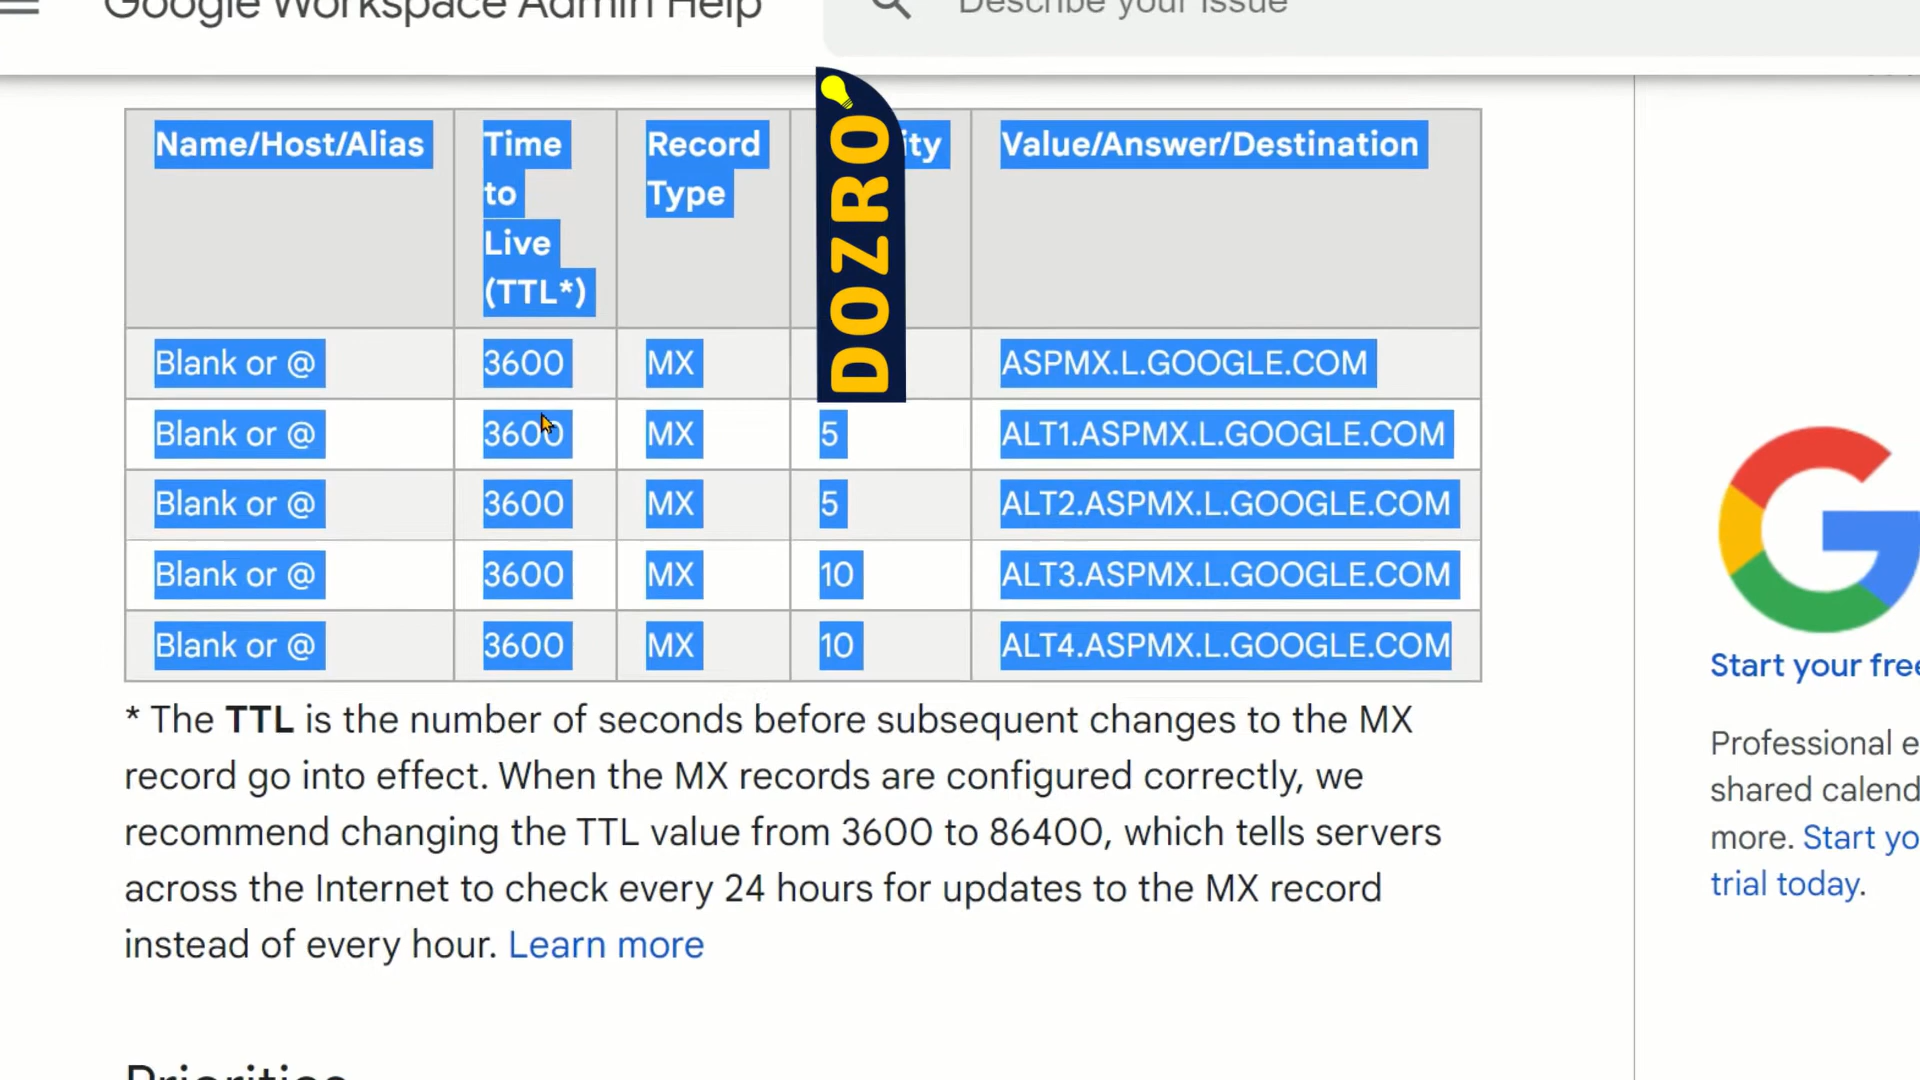 Google Workspace Admin Help
Describe your issue
Name/Host/Alias
Time
to
Live
(TTL*)
Record
Type
ity
Value/Answer/Destination
Blank or @ 3600 MX ASPMX.L.GOOGLE.COM
Blank or @ 3600 MX 5 ALT1.ASPMX.L.GOOGLE.COM
Blank or @ 3600 MX 5 ALT2.ASPMX.L.GOOGLE.COM
Blank or @ 3600 MX 10 ALT3.ASPMX.L.GOOGLE.COM
Blank or @ 3600 MX 10 ALT4.ASPMX.L.GOOGLE.COM
DOZRO
* The TTL is the number of seconds before subsequent changes to the MX
record go into effect. When the MX records are configured correctly, we
recommend changing the TTL value from 3600 to 86400, which tells servers
across the Internet to check every 24 hours for updates to the MX record
instead of every hour. Learn more
Priorities
Start your free
Professional e
shared calend
more. Start yo
trial today.